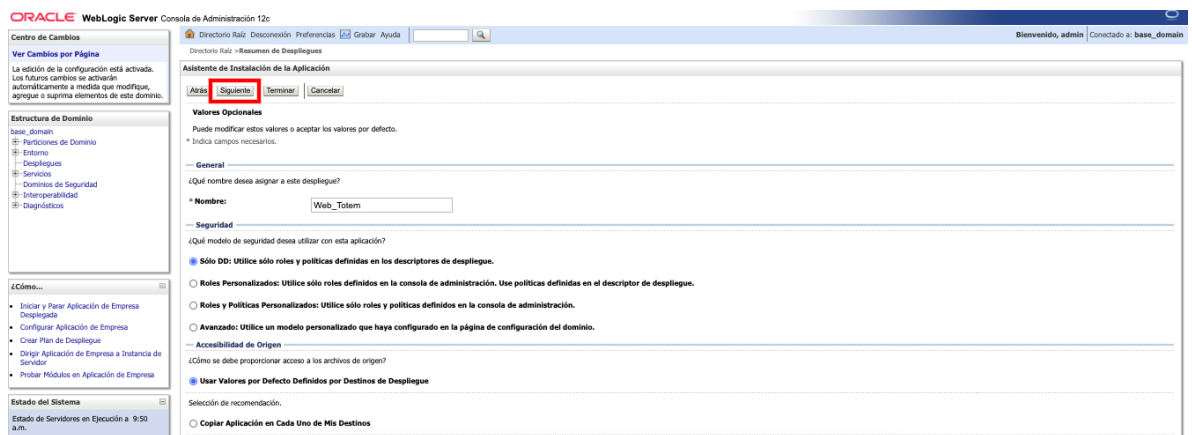 ORACLE WebLogic Server Consola de Administración 12c
Centro de Cambios
Ver Cambios por Página
La edición de la configuración está activada.
Los futuros cambios se activarán
automáticamente a medida que modifique,
agregue o suprima elementos de este dominio.
Estructura de Dominio
base_domain
Particiones de Dominio
Entorno
Despliegues
Servicios
Dominios de Seguridad
Interoperabilidad
Diagnósticos
¿Cómo...
Iniciar y Parar Aplicación de Empresa
Desplegada
Configurar Aplicación de Empresa
Crear Plan de Despliegue
Dirigir Aplicación de Empresa a Instancia de
Servidor
Probar Módulos en Aplicación de Empresa
Estado del Sistema
Estado de Servidores en Ejecución a 9:50
a.m.
Directorio Raíz Desconexión Preferencias Grabar Ayuda
Bienvenido, admin Conectado a: base_domain
Directorio Raíz >Resumen de Despliegues
Asistente de Instalación de la Aplicación
Atrás Siguiente Terminar Cancelar
Valores Opcionales
Puede modificar estos valores o aceptar los valores por defecto.
* Indica campos necesarios.
General
¿Qué nombre desea asignar a este despliegue?
* Nombre: Web_Totem
Seguridad
¿Qué modelo de seguridad desea utilizar con esta aplicación?
Sólo DD: Utilice sólo roles y políticas definidas en los descriptores de despliegue.
Roles Personalizados: Utilice sólo roles definidos en la consola de administración. Use políticas definidas en el descriptor de despliegue.
Roles y Políticas Personalizados: Utilice sólo roles y políticas definidos en la consola de administración.
Avanzado: Utilice un modelo personalizado que haya configurado en la página de configuración del dominio.
Accesibilidad de Origen
¿Cómo se debe proporcionar acceso a los archivos de origen?
Usar Valores por Defecto Definidos por Destinos de Despliegue
Selección de recomendación.
Copiar Aplicación en Cada Uno de Mis Destinos